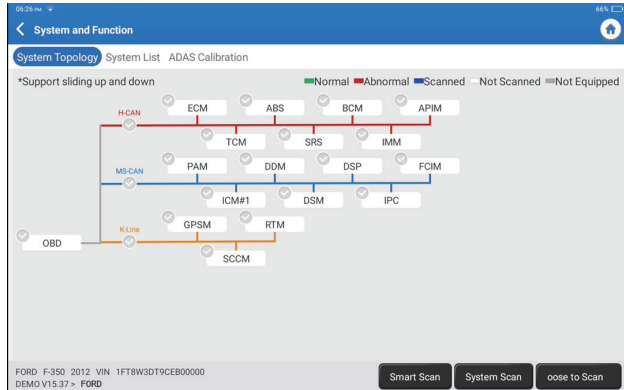 06:26 PM 66%
System and Function
System Topology System List ADAS Calibration
*Support sliding up and down Normal Abnormal Scanned Not Scanned Not Equipped
ECM ABS BCM APIM
H-CAN
TCM SRS IMM
PAM DDM DSP FCIM
MS-CAN
ICM#1 DSM IPC
GPSM RTM
K-Line
OBD
SCCM
FORD F-350 2012 VIN 1FT8W3DT9CEB00000
DEMO V15.37 > FORD
Smart Scan System Scan oose to Scan